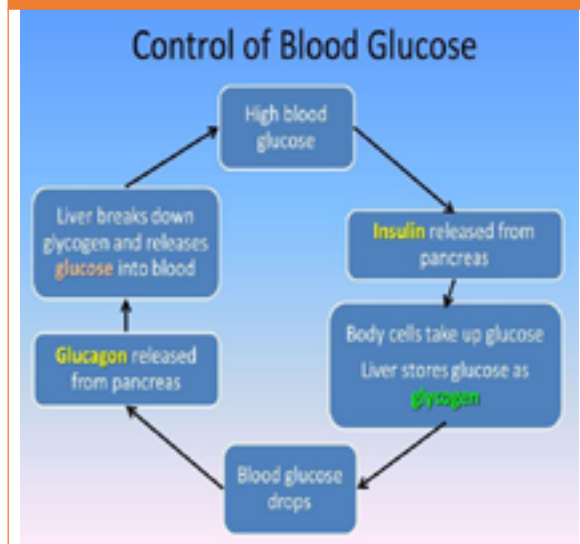 Control of Blood Glucose
High blood
glucose
Insulin released from
pancreas
Body cells take up glucose
Liver stores glucose as
glycogen
Blood glucose
drops
Glucagon released
from pancreas
Liver breaks down
glycogen and releases
glucose into blood